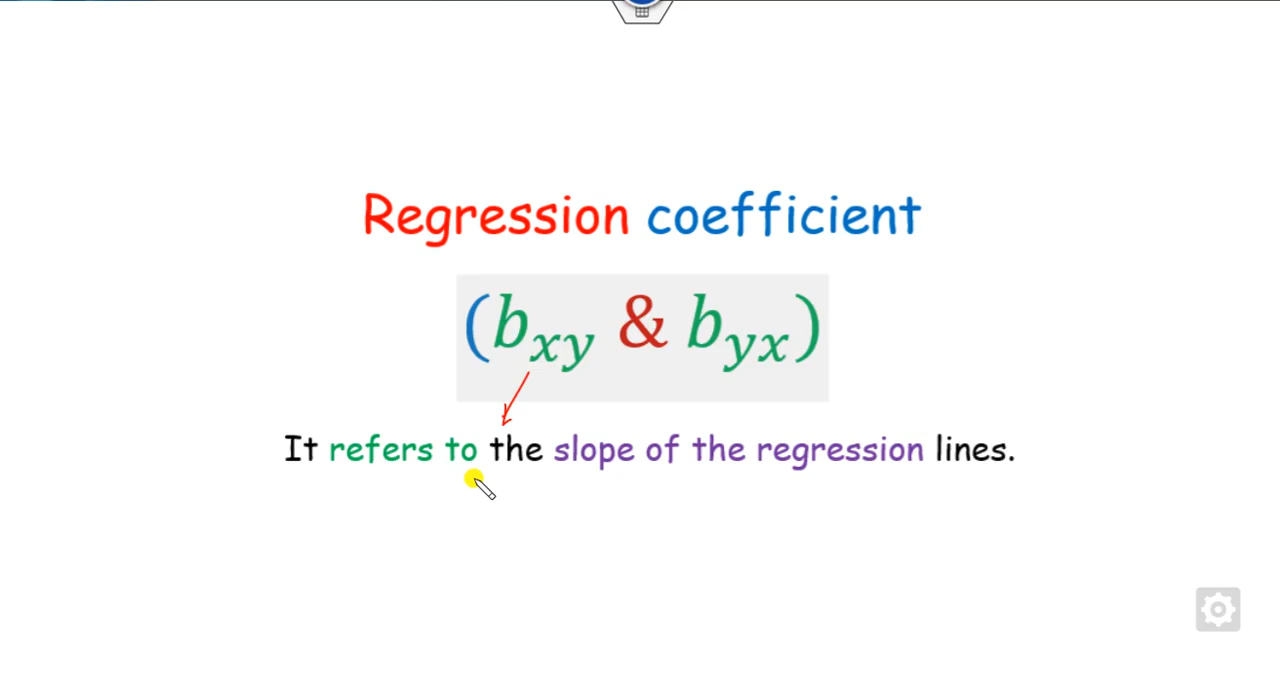 Regression coefficient
(bxy & byx)
It refers to the slope of the regression lines.